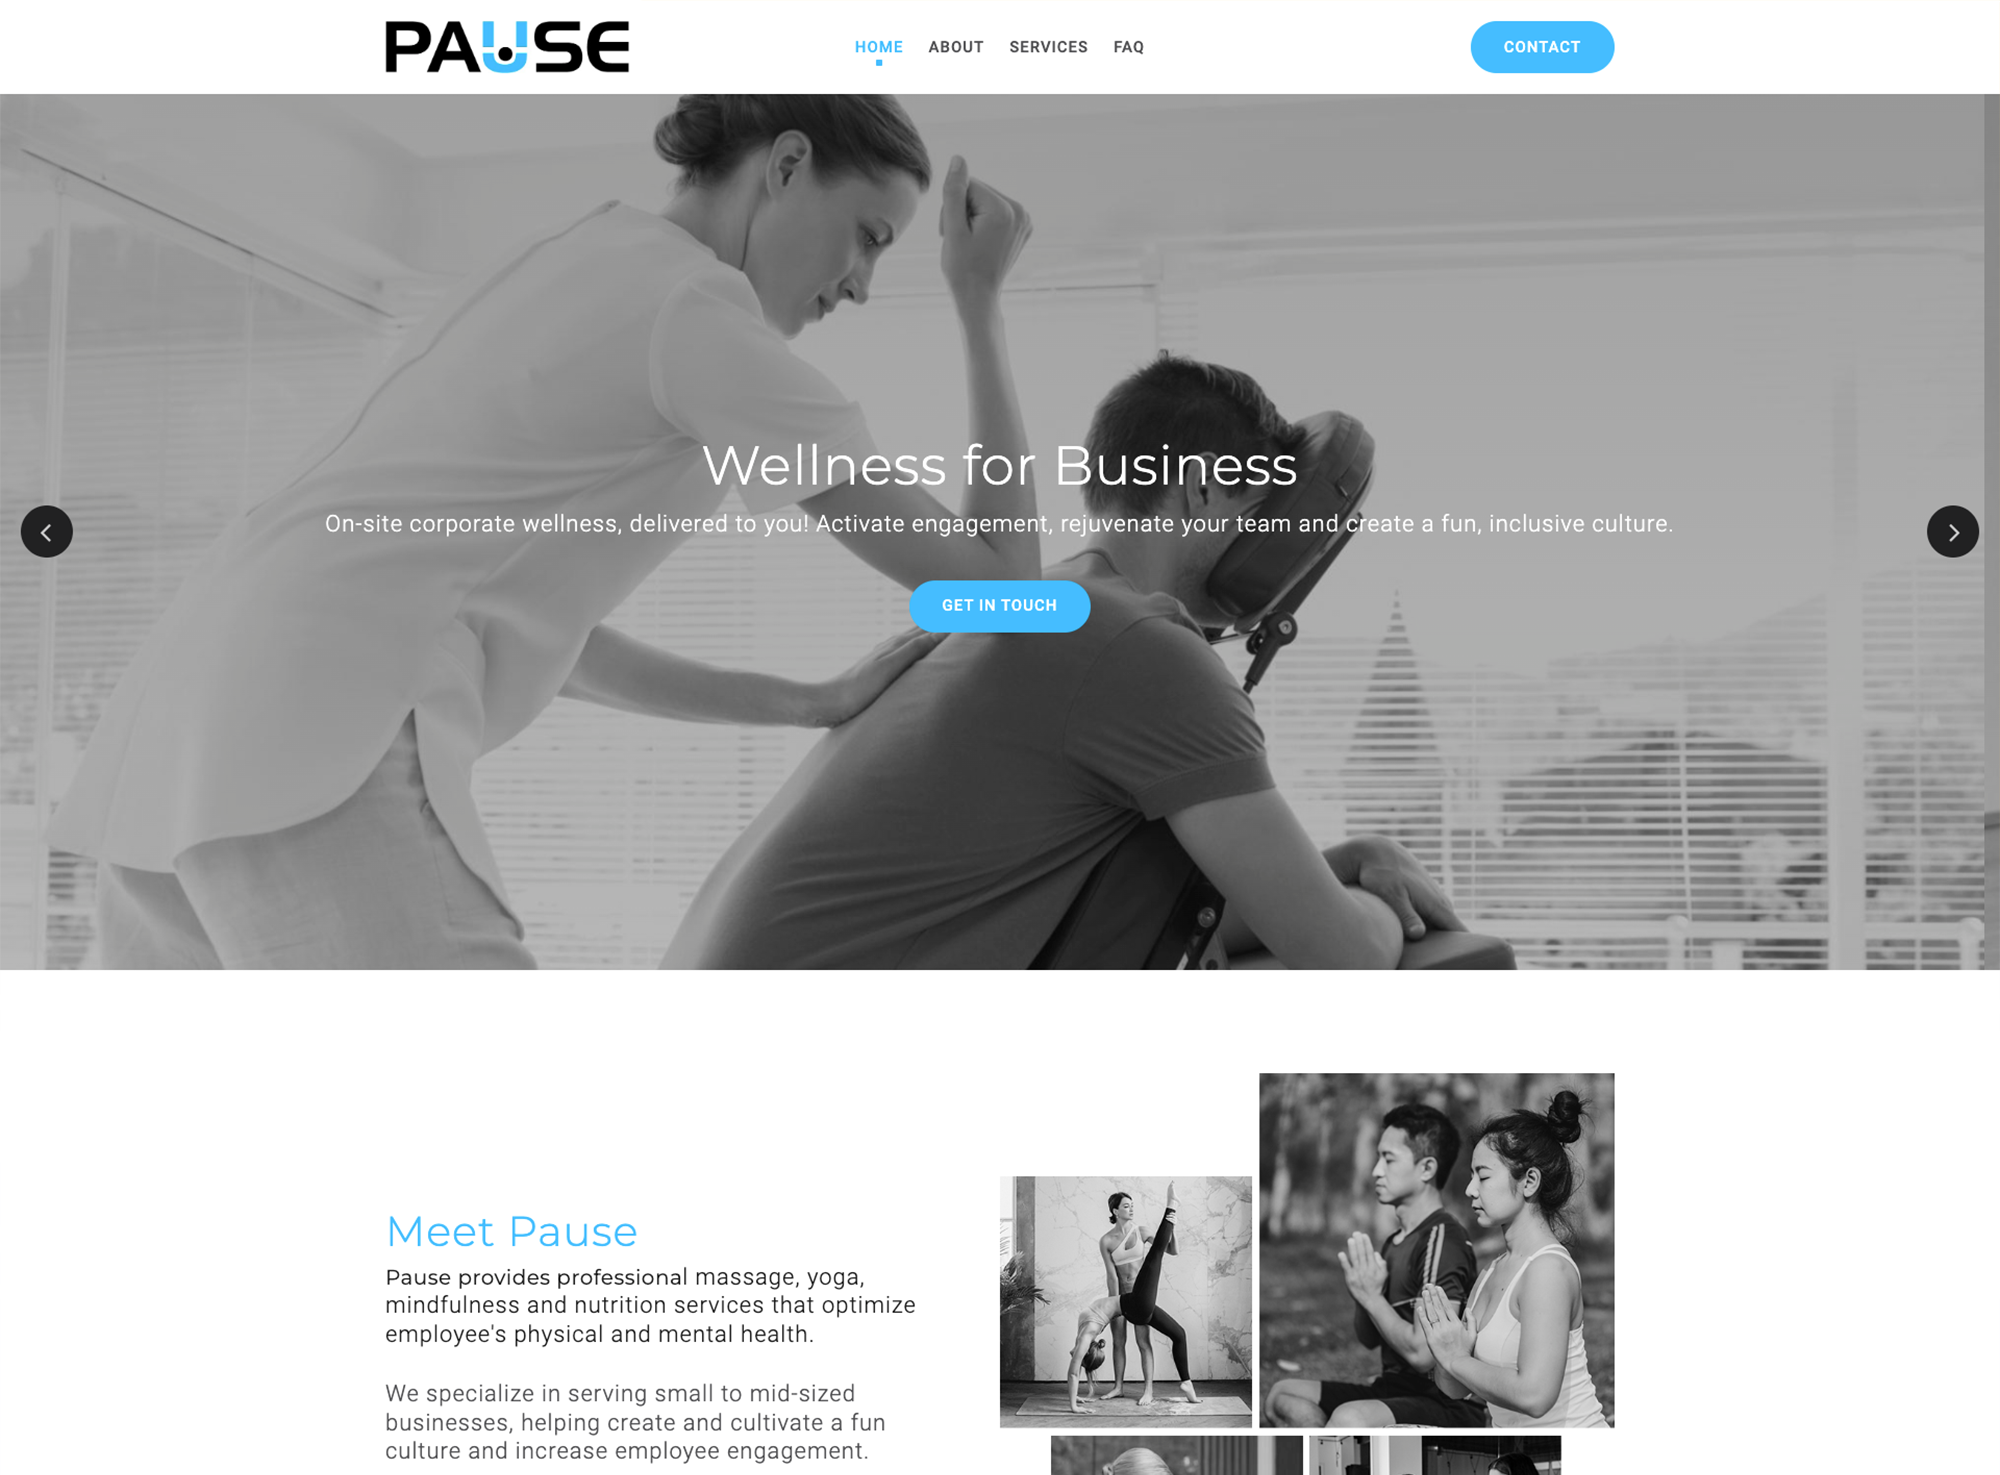 PAUSE
HOME ABOUT SERVICES FAQ
CONTACT
Wellness for Business
On-site corporate wellness, delivered to you! Activate engagement, rejuvenate your team and create a fun, inclusive culture.
GET IN TOUCH
Meet Pause
Pause provides professional massage, yoga,
mindfulness and nutrition services that optimize
employee's physical and mental health.
We specialize in serving small to mid-sized
businesses, helping create and cultivate a fun
culture and increase employee engagement.